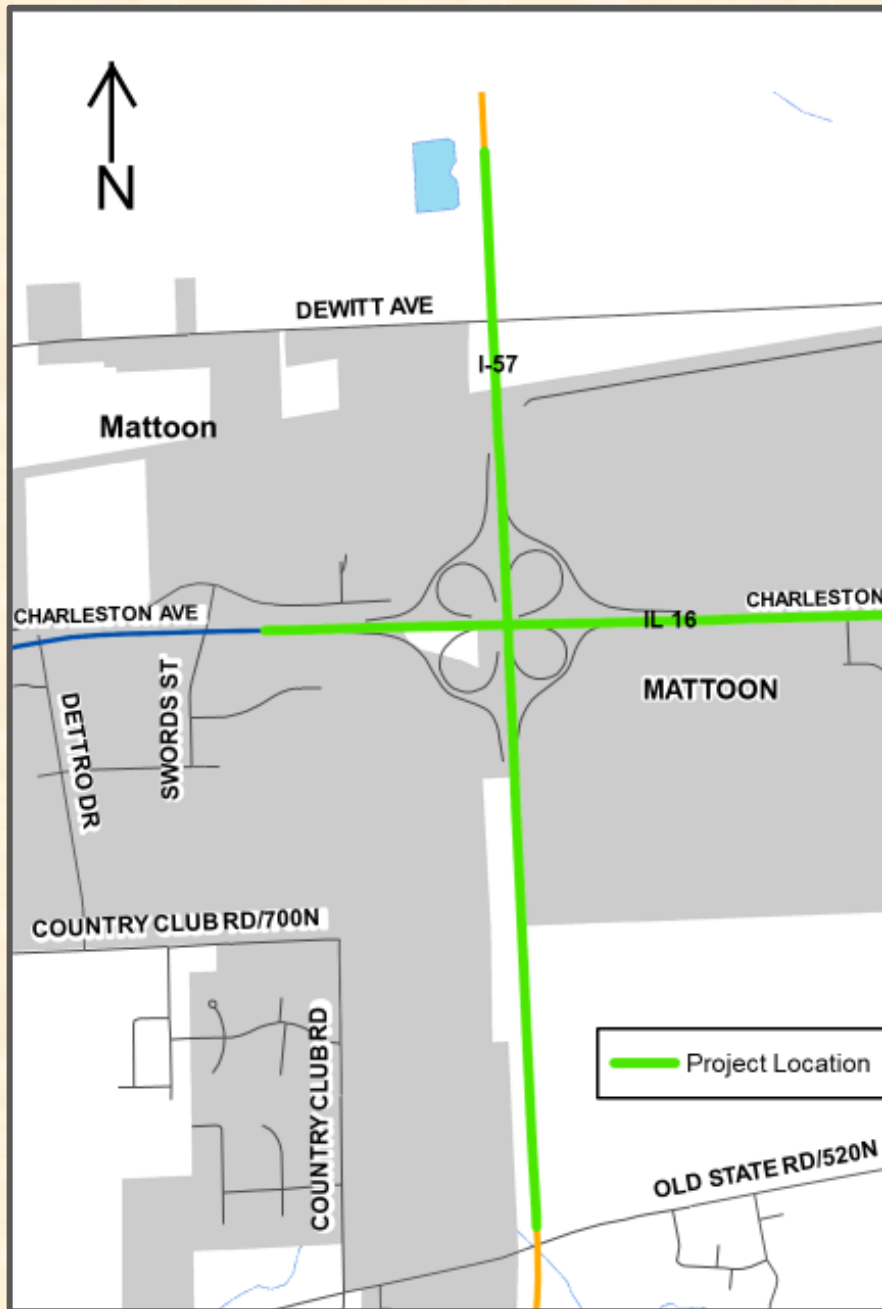 N
DEWITT AVE
I-57
Mattoon
CHARLESTON AVE
CHARLESTON
IL 16
MATTOON
SWORDS ST
DETTRO DR
COUNTRY CLUB RD/700N
COUNTRY CLUB RD
Project Location
OLD STATE RD/520N